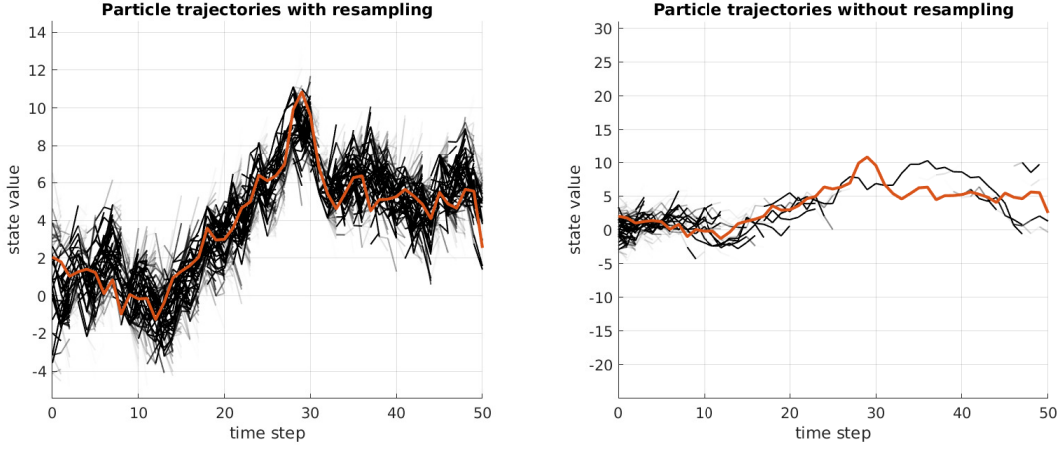 Particle trajectories with resampling
14
12
10
8
6
4
2
0
-2
-4
state value
0 10 20 30 40 50
time step
Particle trajectories without resampling
30
25
20
15
10
5
0
-5
-10
-15
-20
state value
0 10 20 30 40 50
time step